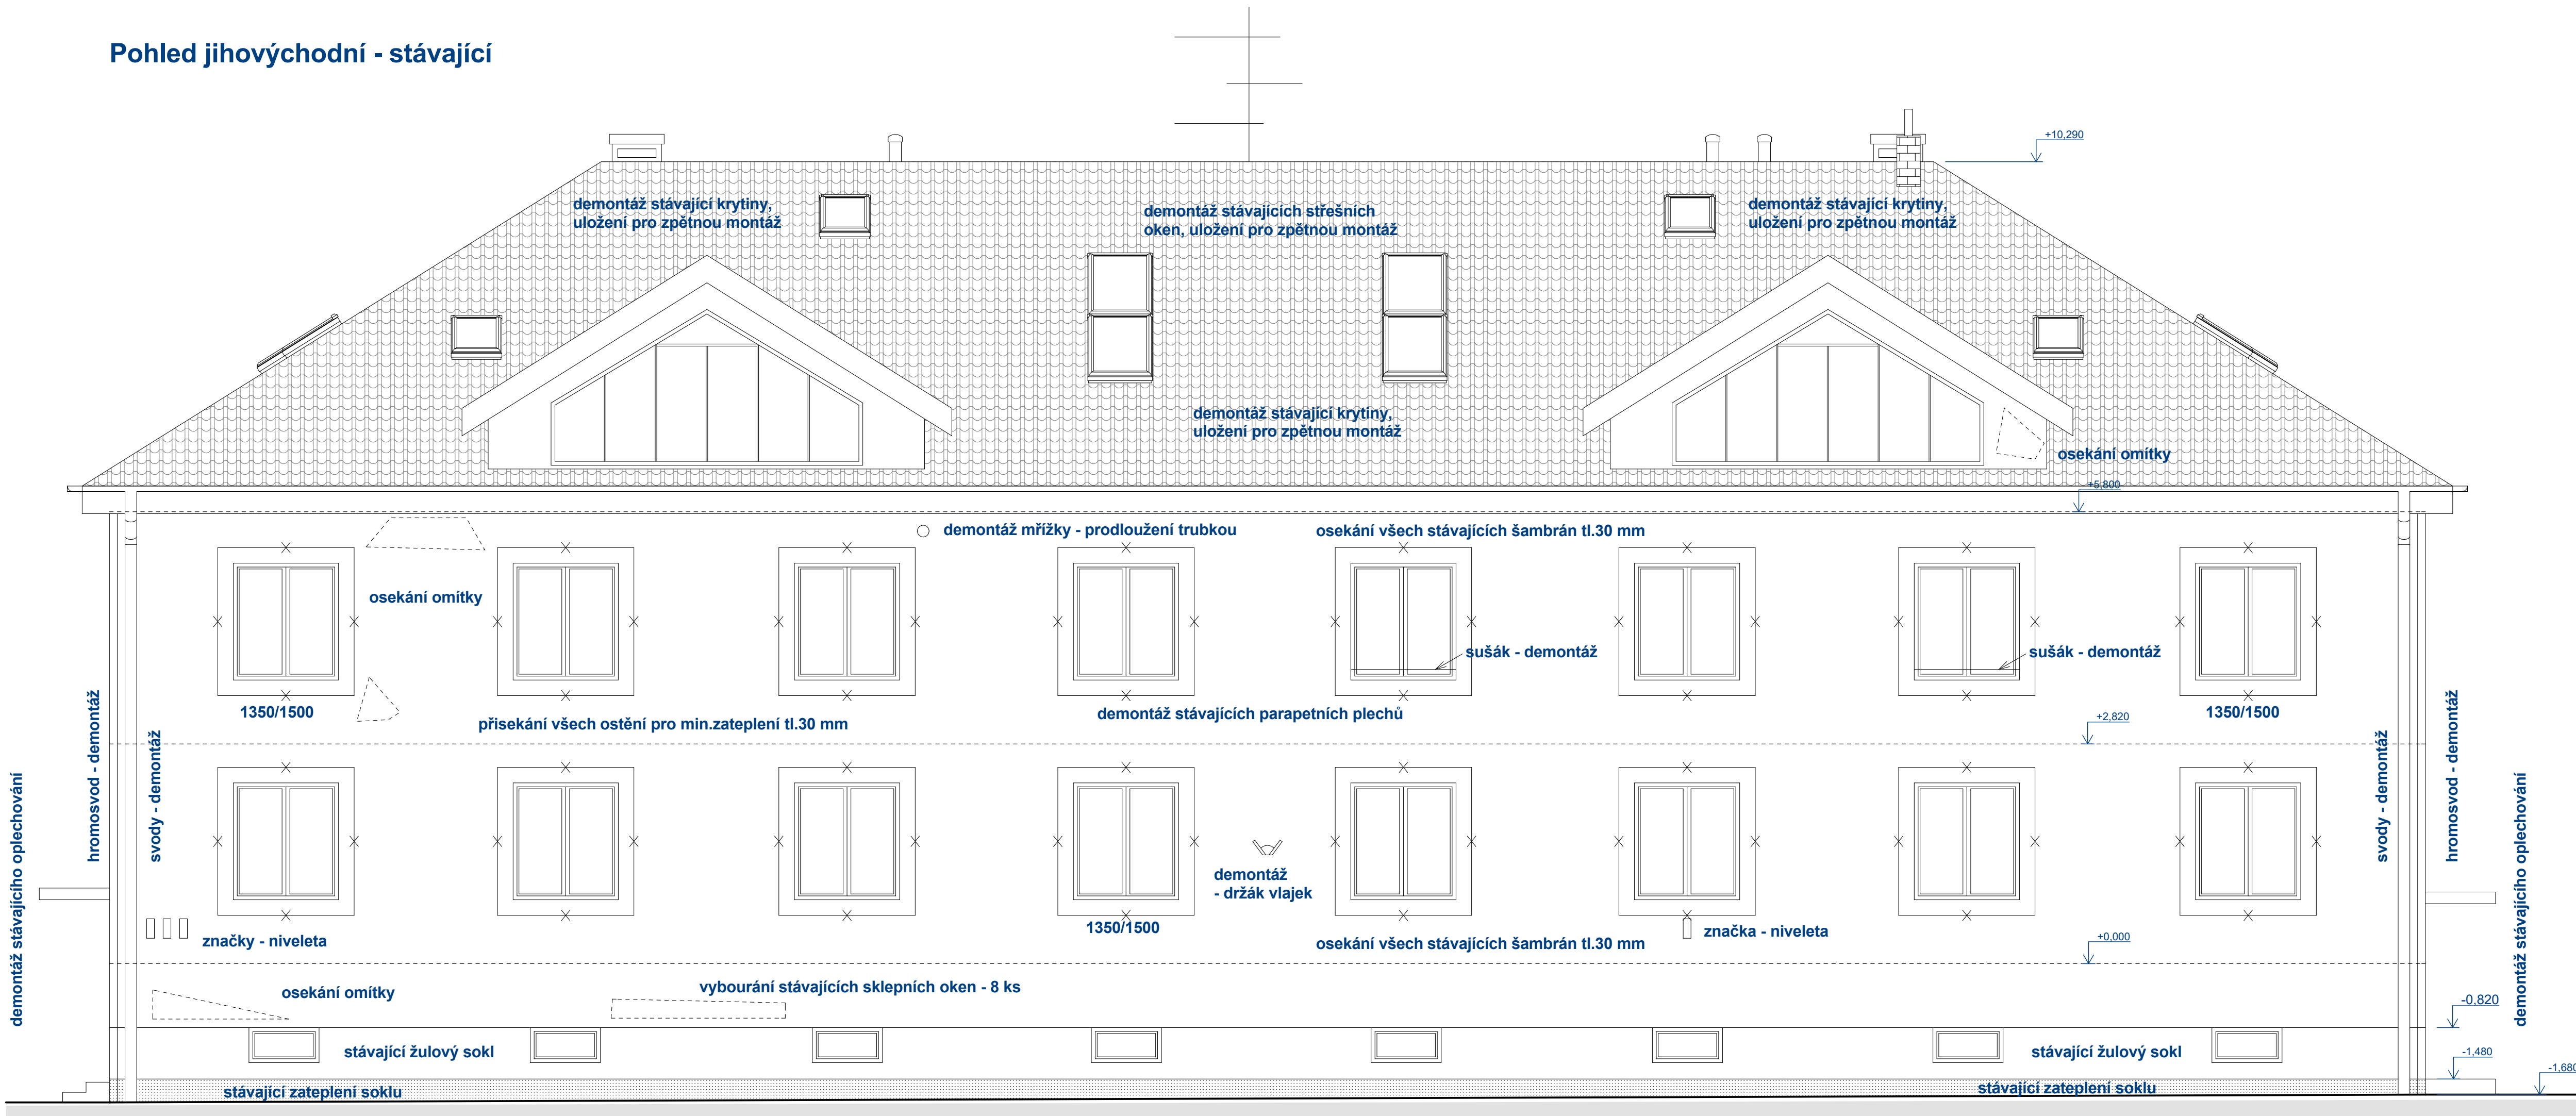 Pohled jihovýchodní - stávající
+10,290
demontáž stávající krytiny,
uložení pro zpětnou montáž
demontáž stávajících střešních
oken, uložení pro zpětnou montáž
demontáž stávající krytiny,
uložení pro zpětnou montáž
demontáž stávající krytiny,
uložení pro zpětnou montáž
osekání omítky
+5,800
demontáž mřížky - prodloužení trubkou
osekání všech stávajících šambrán tl.30 mm
osekání omítky
sušák - demontáž
sušák - demontáž
1350/1500
přisekání všech ostění pro min.zateplení tl.30 mm
demontáž stávajících parapetních plechů
+2,820
1350/1500
demontáž stávajícího oplechování
hromosvod - demontáž
svody - demontáž
svody - demontáž
hromosvod - demontáž
demontáž stávajícího oplechování
demontáž
- držák vlajek
1350/1500
značky - niveleta
osekání všech stávajících šambrán tl.30 mm
značka - niveleta
+0,000
osekání omítky
vybourání stávajících sklepních oken - 8 ks
-0,820
stávající žulový sokl
stávající žulový sokl
-1,480
-1,680
stávající zateplení soklu
stávající zateplení soklu